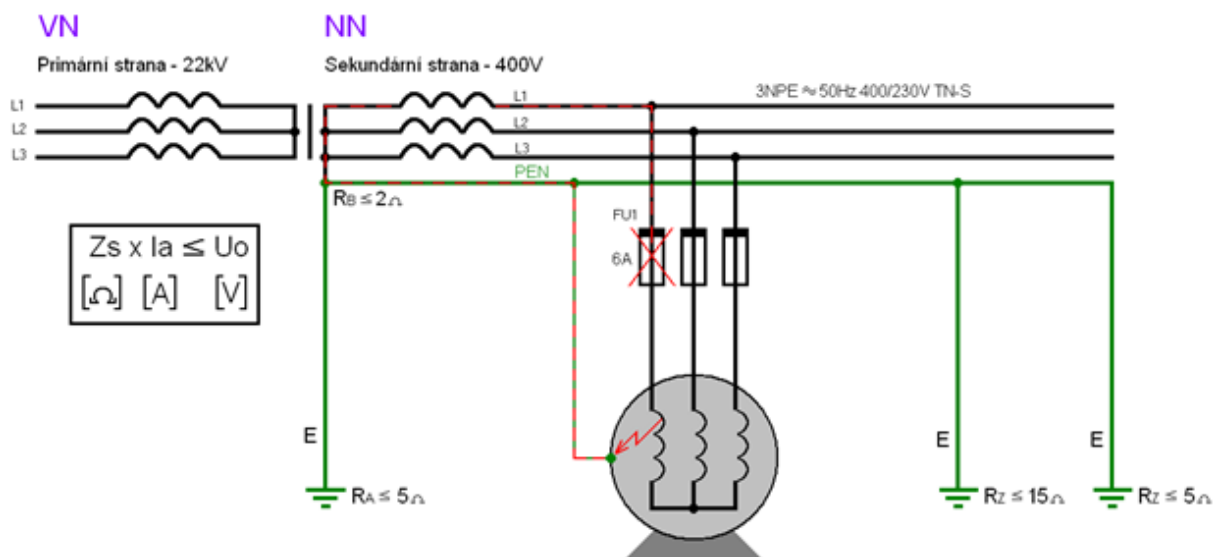 VN
NN
Primární strana - 22kV
Sekundární strana - 400V
L1
L1
3NPE ≈ 50Hz 400/230V TN-S
L2
L2
L3
L3
PEN
RB ≤ 2Ω
FU1
6A
Zs x Ia ≤ Uo
[Ω] [A] [V]
E
E
E
RA ≤ 5Ω
RZ ≤ 15Ω
RZ ≤ 5Ω